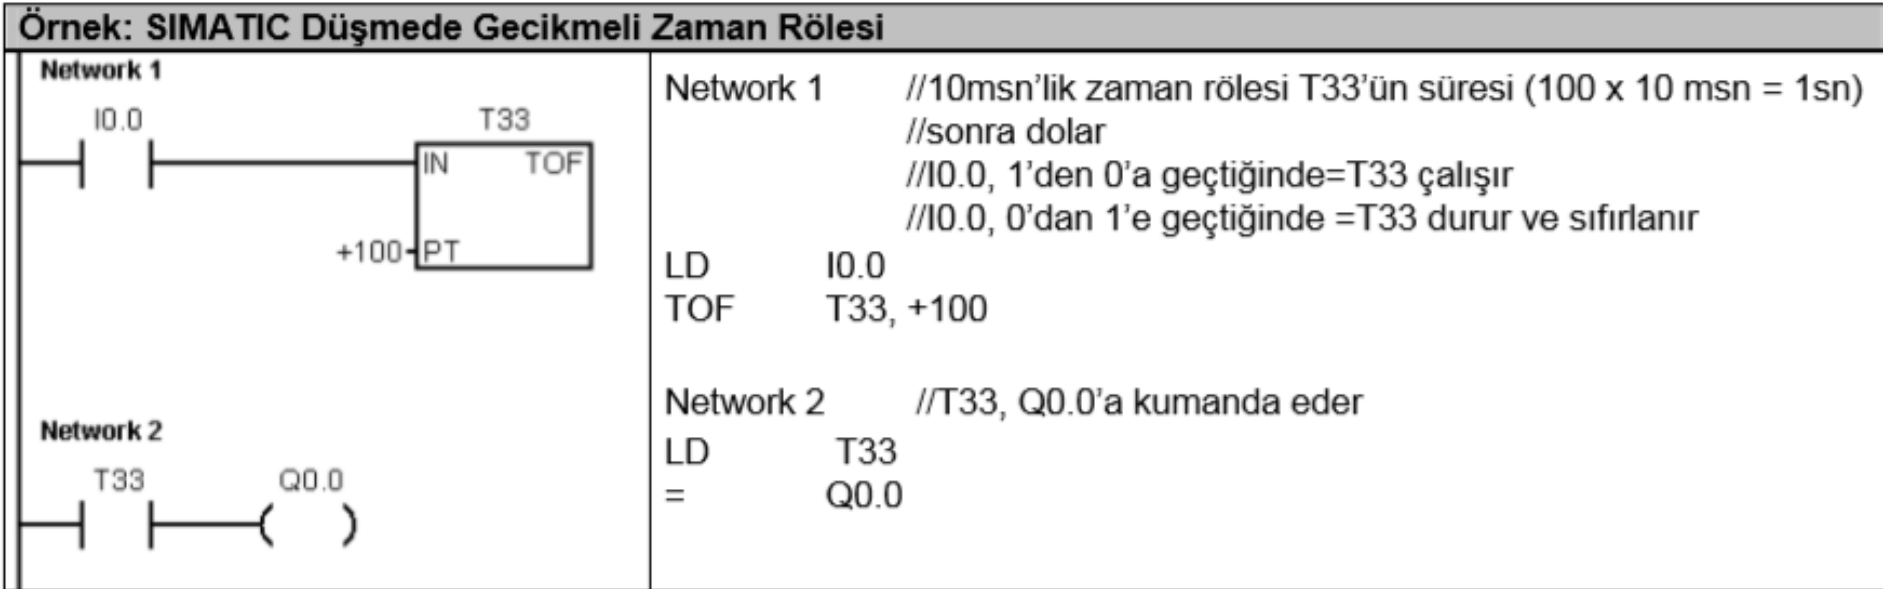 Örnek: SIMATIC Düşmede Gecikmeli Zaman Rölesi
Network 1
I0.0
T33
IN TOF
+100 PT
Network 2
T33 Q0.0
Network 1 //10msn’lik zaman rölesi T33’ün süresi (100 x 10 msn = 1sn)
//sonra dolar
//I0.0, 1’den 0’a geçtiğinde=T33 çalışır
//I0.0, 0’dan 1’e geçtiğinde =T33 durur ve sıfırlanır
LD I0.0
TOF T33, +100
Network 2 //T33, Q0.0’a kumanda eder
LD T33
= Q0.0